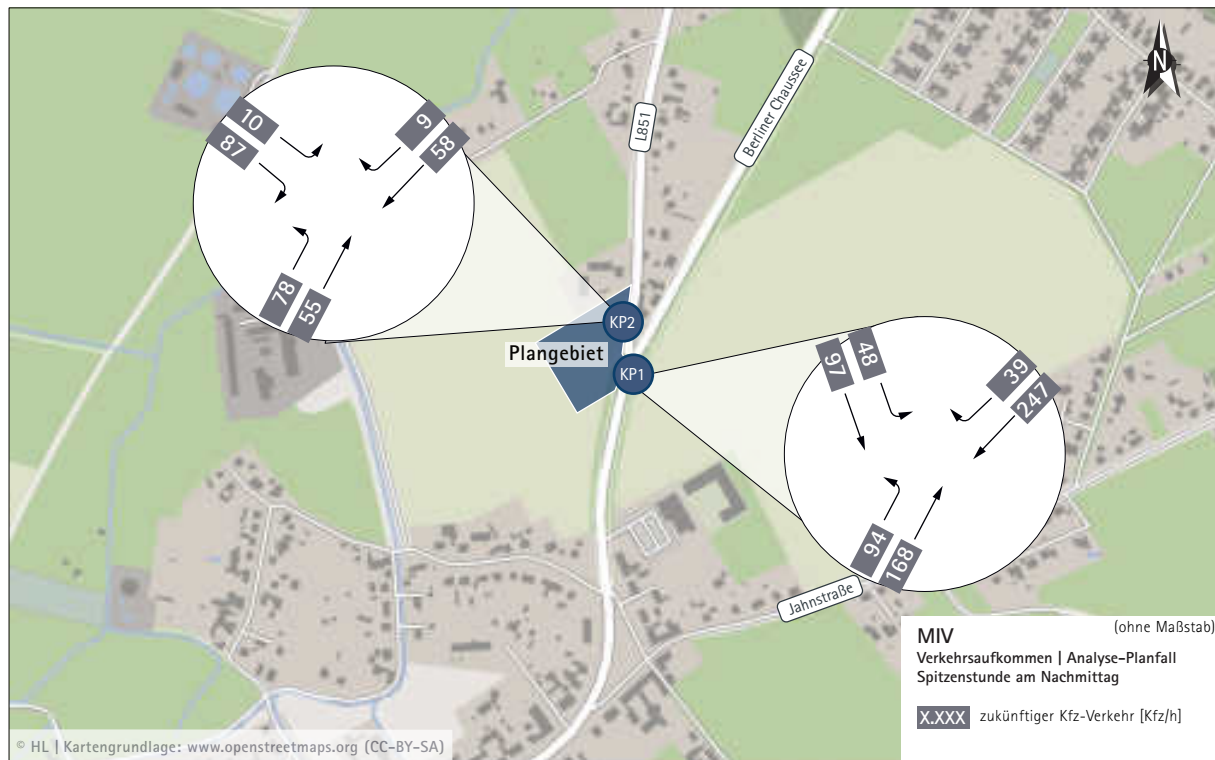 N
L851
Berliner Chaussee
10
87
9
58
78
55
KP2
Plangebiet
KP1
97
48
39
247
94
168
Jahnstraße
(ohne Maßstab)
MIV
Verkehrsaufkommen | Analyse-Planfall
Spitzenstunde am Nachmittag
X.XXX zukünftiger Kfz-Verkehr [Kfz/h]
© HL | Kartengrundlage: www.openstreetmaps.org (CC-BY-SA)